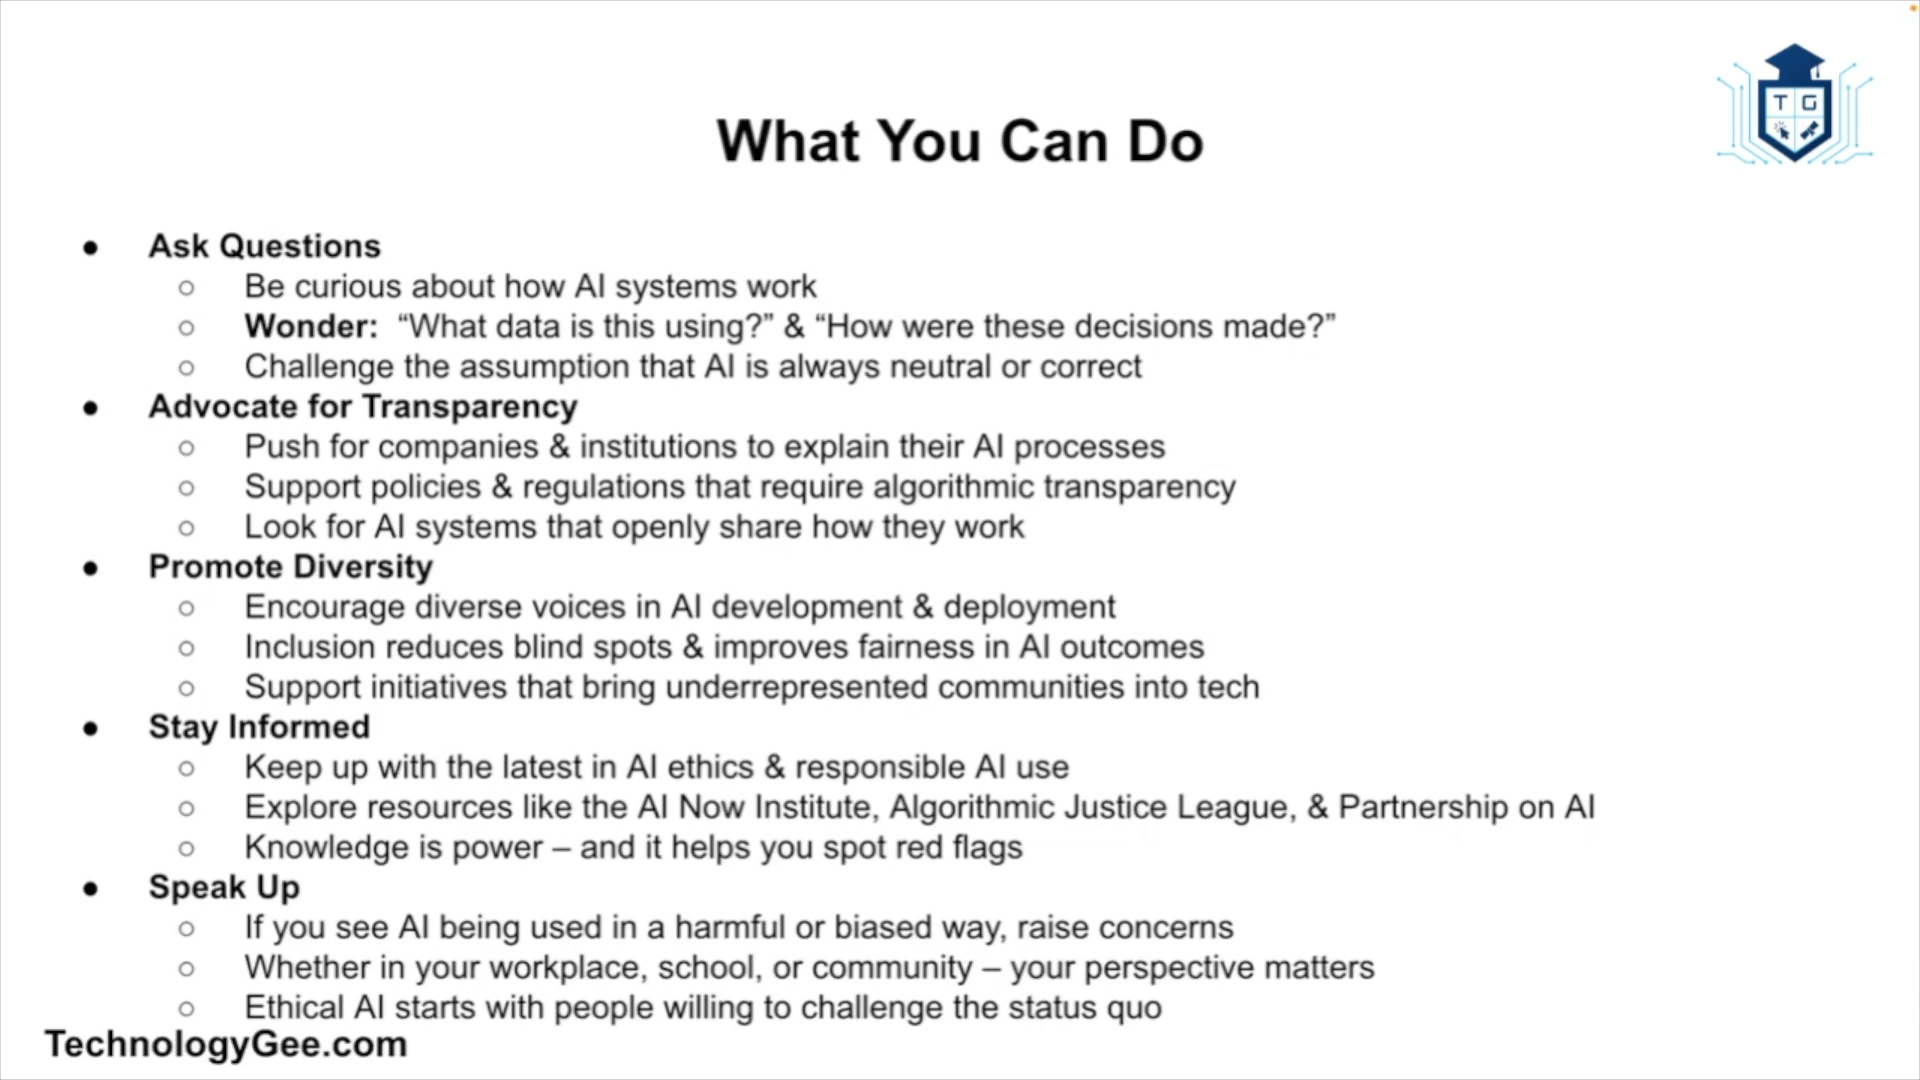 T G
What You Can Do
● Ask Questions
○ Be curious about how AI systems work
○ Wonder: “What data is this using?” & “How were these decisions made?”
○ Challenge the assumption that AI is always neutral or correct
● Advocate for Transparency
○ Push for companies & institutions to explain their AI processes
○ Support policies & regulations that require algorithmic transparency
○ Look for AI systems that openly share how they work
● Promote Diversity
○ Encourage diverse voices in AI development & deployment
○ Inclusion reduces blind spots & improves fairness in AI outcomes
○ Support initiatives that bring underrepresented communities into tech
● Stay Informed
○ Keep up with the latest in AI ethics & responsible AI use
○ Explore resources like the AI Now Institute, Algorithmic Justice League, & Partnership on AI
○ Knowledge is power – and it helps you spot red flags
● Speak Up
○ If you see AI being used in a harmful or biased way, raise concerns
○ Whether in your workplace, school, or community – your perspective matters
○ Ethical AI starts with people willing to challenge the status quo
TechnologyGee.com